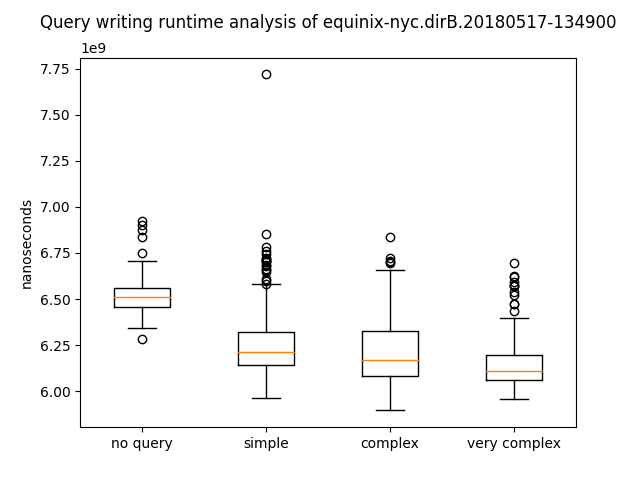 Query writing runtime analysis of equinix-nyc.dirB.20180517-134900
1e9
7.75
7.50
7.25
7.00
6.75
6.50
6.25
6.00
nanoseconds
no query
simple
complex
very complex